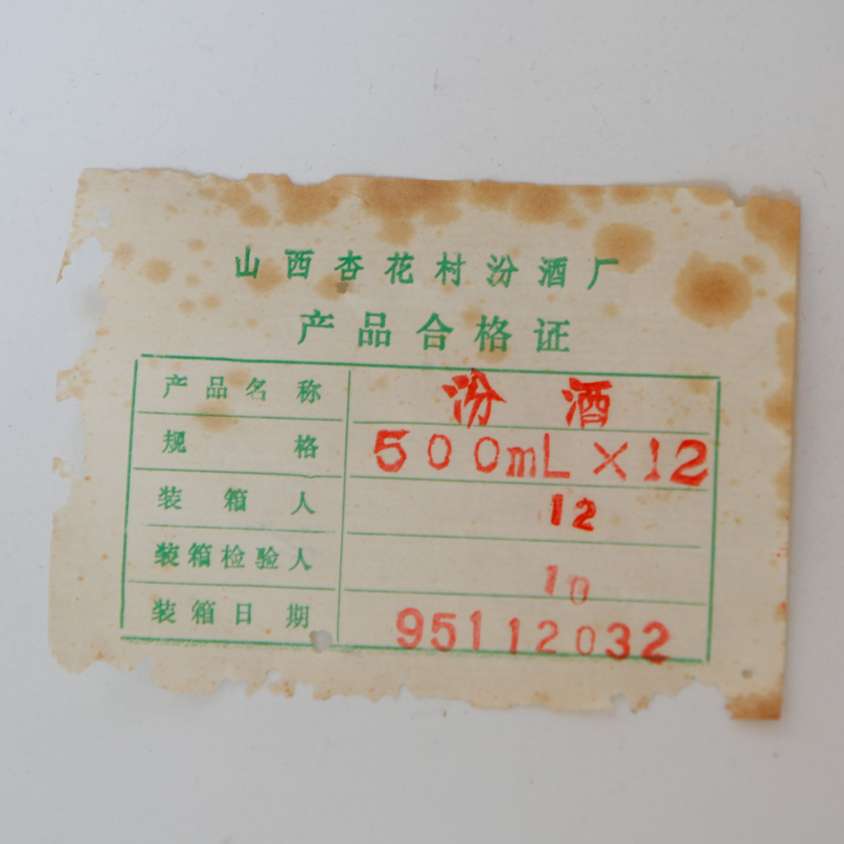 山西杏花村汾酒厂
产品合格证
产品名称 汾酒
规格 500mL×12
装箱人 12
装箱检验人 10
装箱日期 95112032